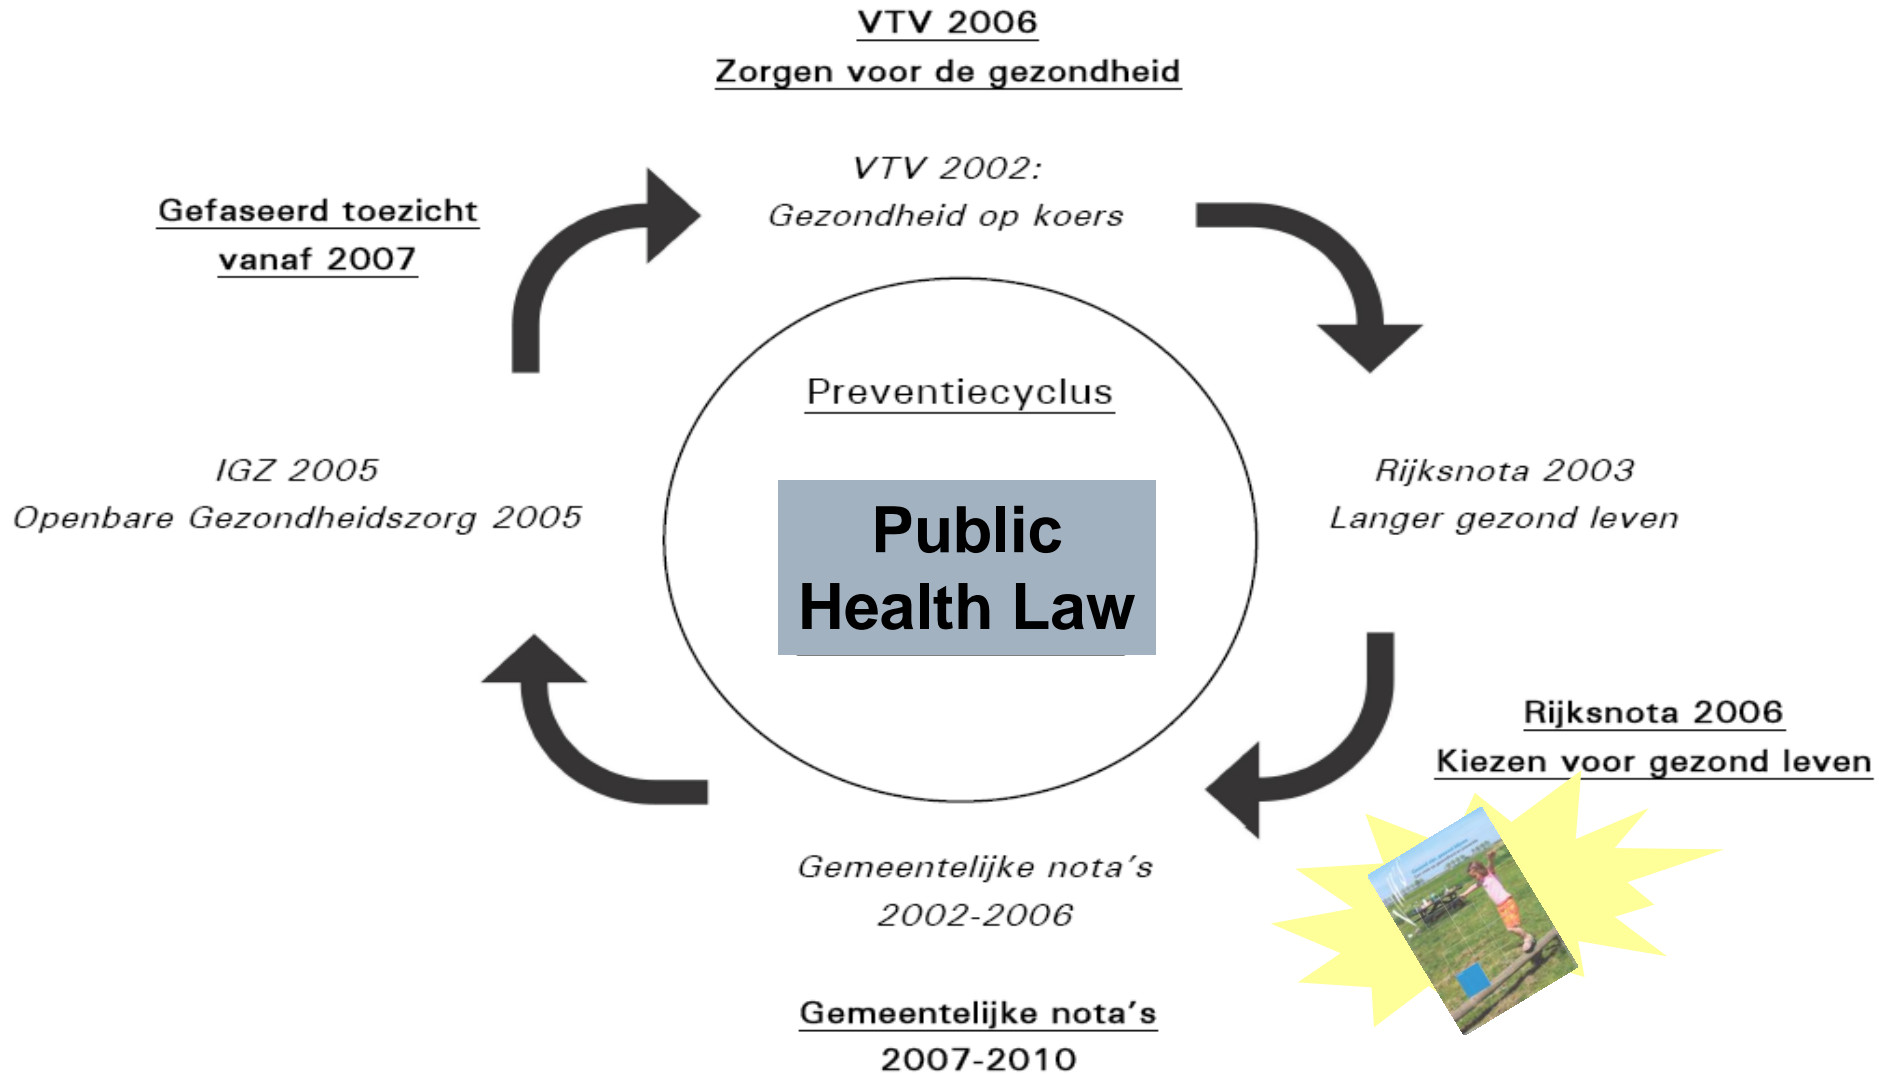 VTV 2006
Zorgen voor de gezondheid
VTV 2002:
Gezondheid op koers
Gefaseerd toezicht
vanaf 2007
Preventiecyclus
Public
Health Law
IGZ 2005
Openbare Gezondheidszorg 2005
Rijksnota 2003
Langer gezond leven
Rijksnota 2006
Kiezen voor gezond leven
Gemeentelijke nota's
2002-2006
Gemeentelijke nota's
2007-2010